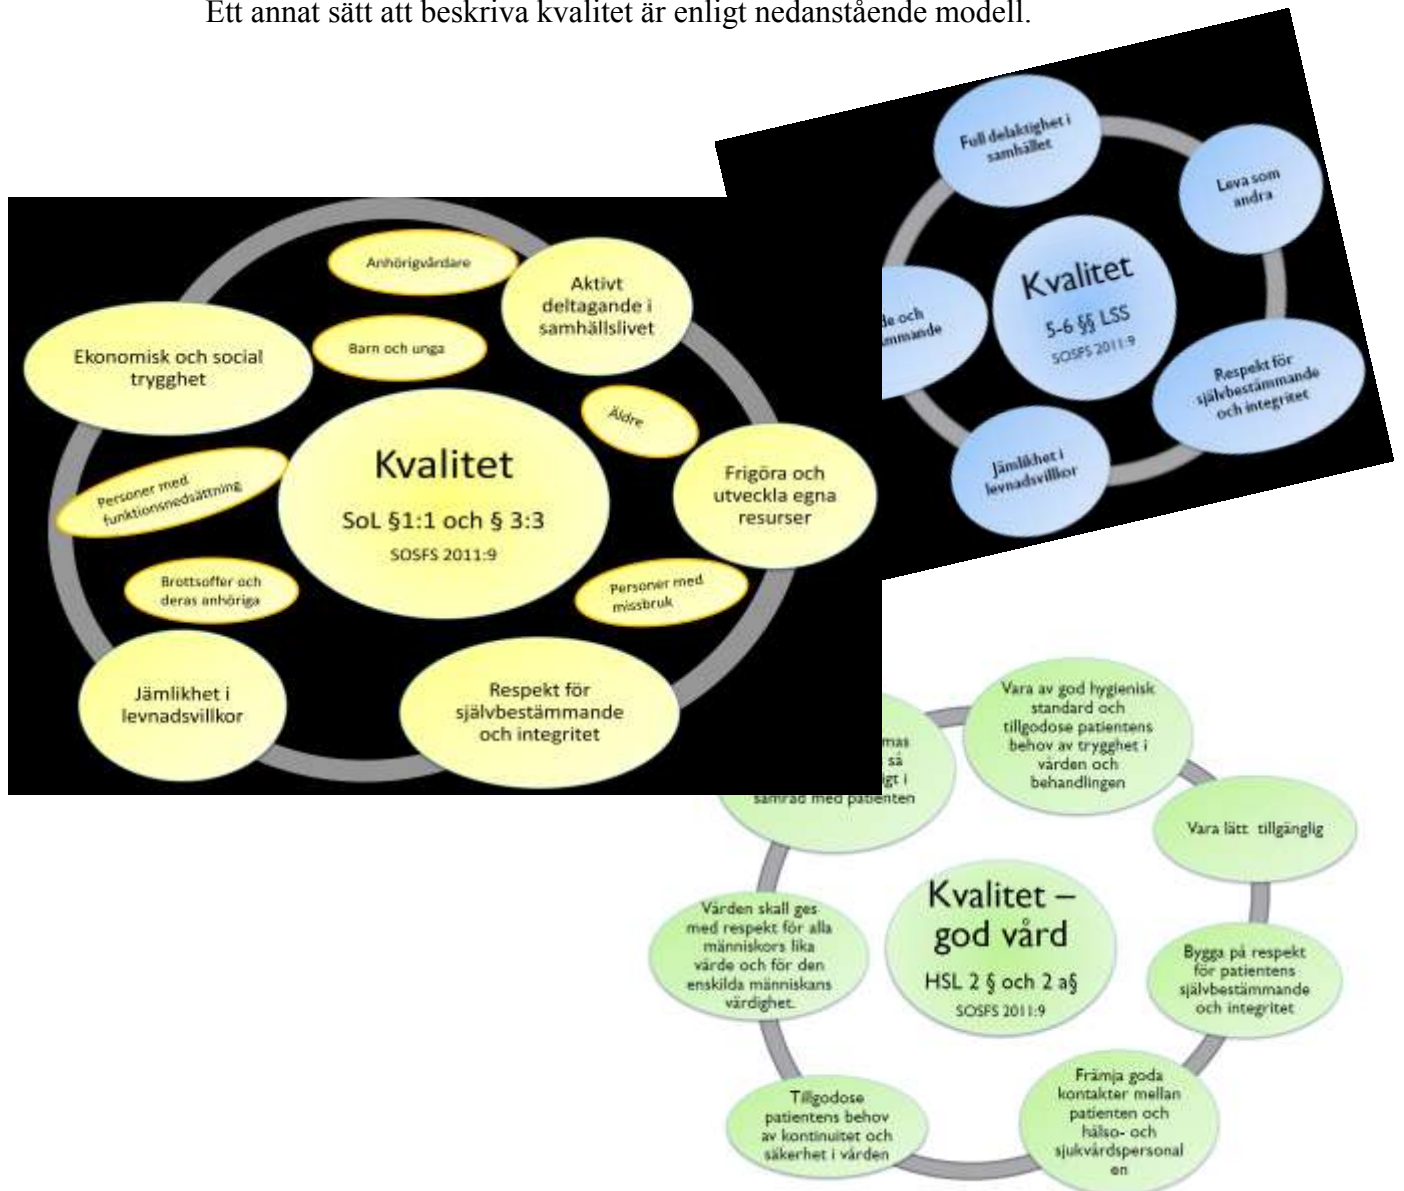 Ett annat sätt att beskriva kvalitet är enligt nedanstående modell.
Full delaktighet i
samhället
Leva som
andra
Kvalitet
5-6 §§ LSS
SOSFS 2011:9
och
Respekt för
självbestämmande
och integritet
Jämlikhet i
levnadsvillkor
Anhörigvårdare
Aktivt
deltagande i
samhällslivet
Barn och unga
Ekonomisk och social
trygghet
Äldre
Kvalitet
SoL §1:1 och § 3:3
SOSFS 2011:9
Frigöra och
utveckla egna
resurser
Personer med
funktionsnedsättning
Brottsoffer och
deras anhöriga
Personer med
missbruk
Jämlikhet i
levnadsvillkor
Respekt för
självbestämmande
och integritet
så
i
samråd med patienten
Vara av god hygienisk
standard och
tillgodose patientens
behov av trygghet i
vården och
behandlingen
Vara lätt tillgänglig
Kvalitet –
god vård
HSL 2 § och 2 a§
SOSFS 2011:9
Vården skall ges
med respekt för alla
människors lika
värde och för den
enskilda människans
värdighet.
Bygga på respekt
för patientens
självbestämmande
och integritet
Tillgodose
patientens behov
av kontinuitet och
säkerhet i vården
Främja goda
kontakter mellan
patienten och
hälso- och
sjukvårdspersonal
en